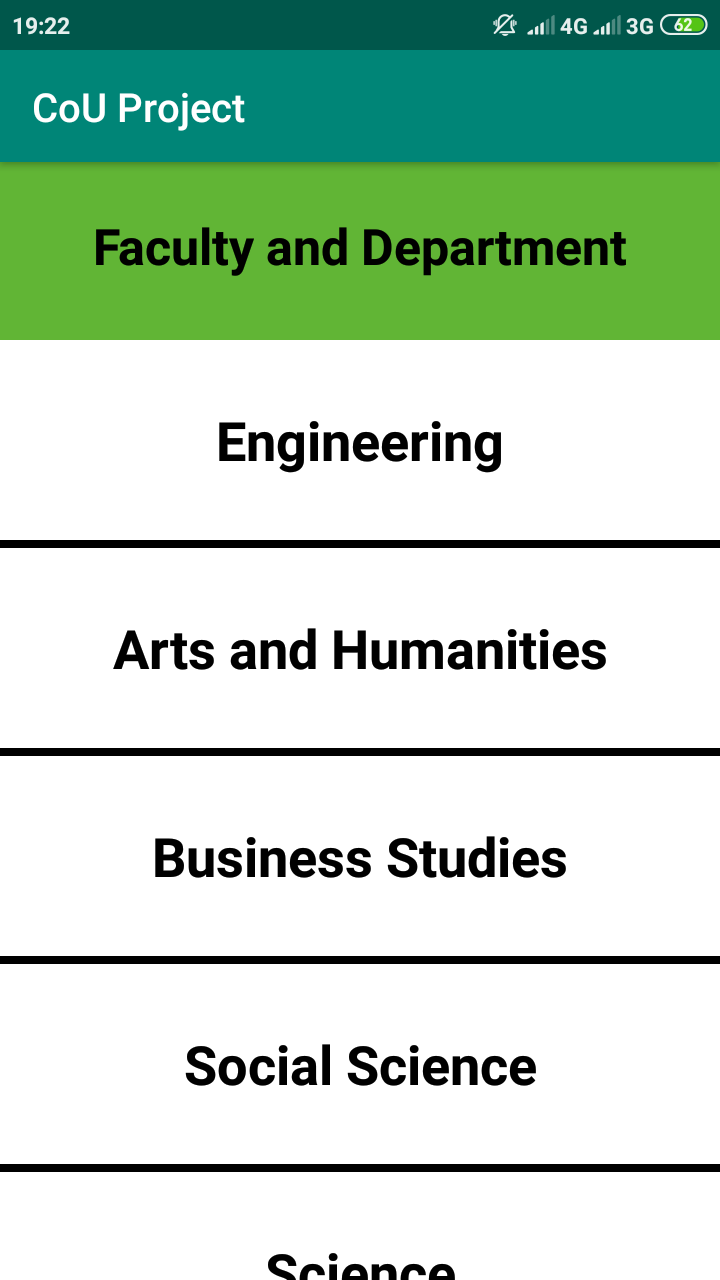 19:22 4G 3G 62
CoU Project
Faculty and Department
Engineering
Arts and Humanities
Business Studies
Social Science
Science